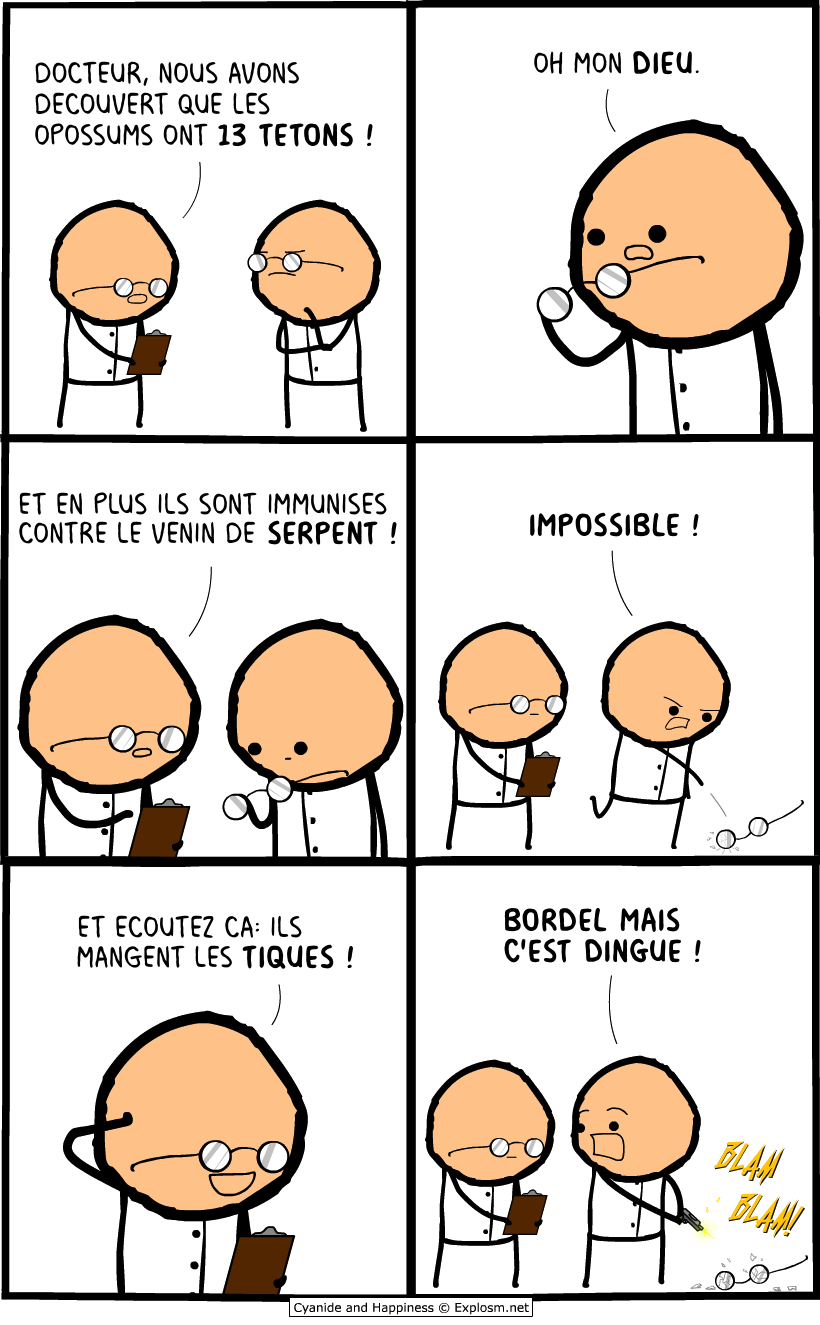 DOCTEUR, NOUS AVONS
DECOUVERT QUE LES
OPOSSUMS ONT 13 TETONS !
OH MON DIEU.
ET EN PLUS ILS SONT IMMUNISES
CONTRE LE VENIN DE SERPENT !
IMPOSSIBLE !
ET ECOUTEZ CA: ILS
MANGENT LES TIQUES !
BORDEL MAIS
C'EST DINGUE !
BLAM
BLAM!
Cyanide and Happiness © Explosm.net